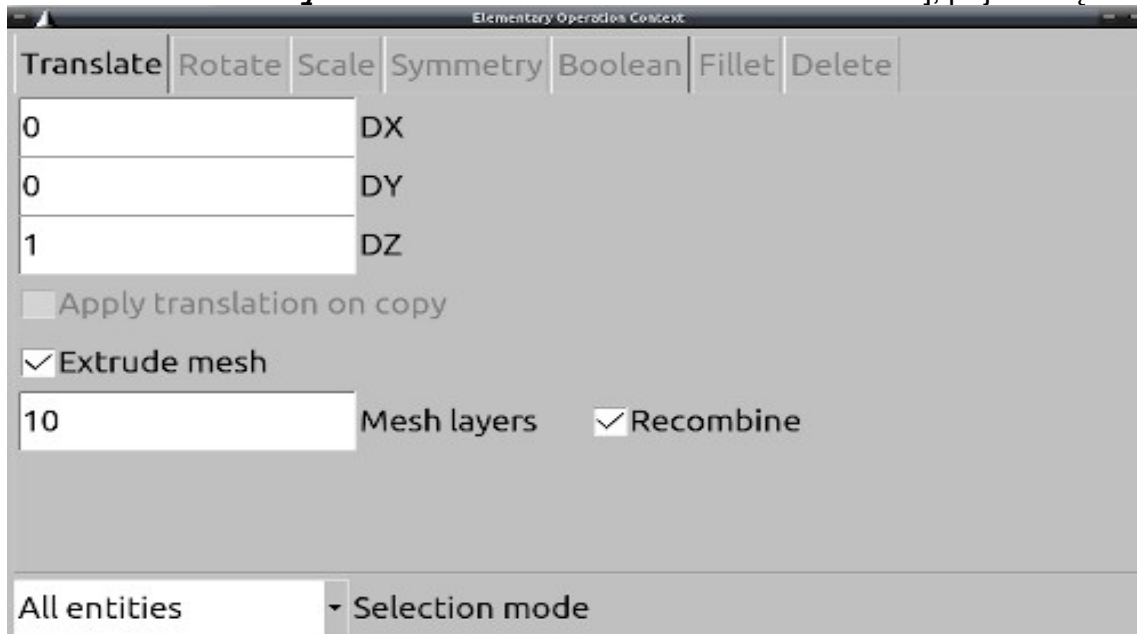 Elementary Operation Context
Translate Rotate Scale Symmetry Boolean Fillet Delete
0 DX
0 DY
1 DZ
Apply translation on copy
Extrude mesh
10 Mesh layers Recombine
All entities Selection mode